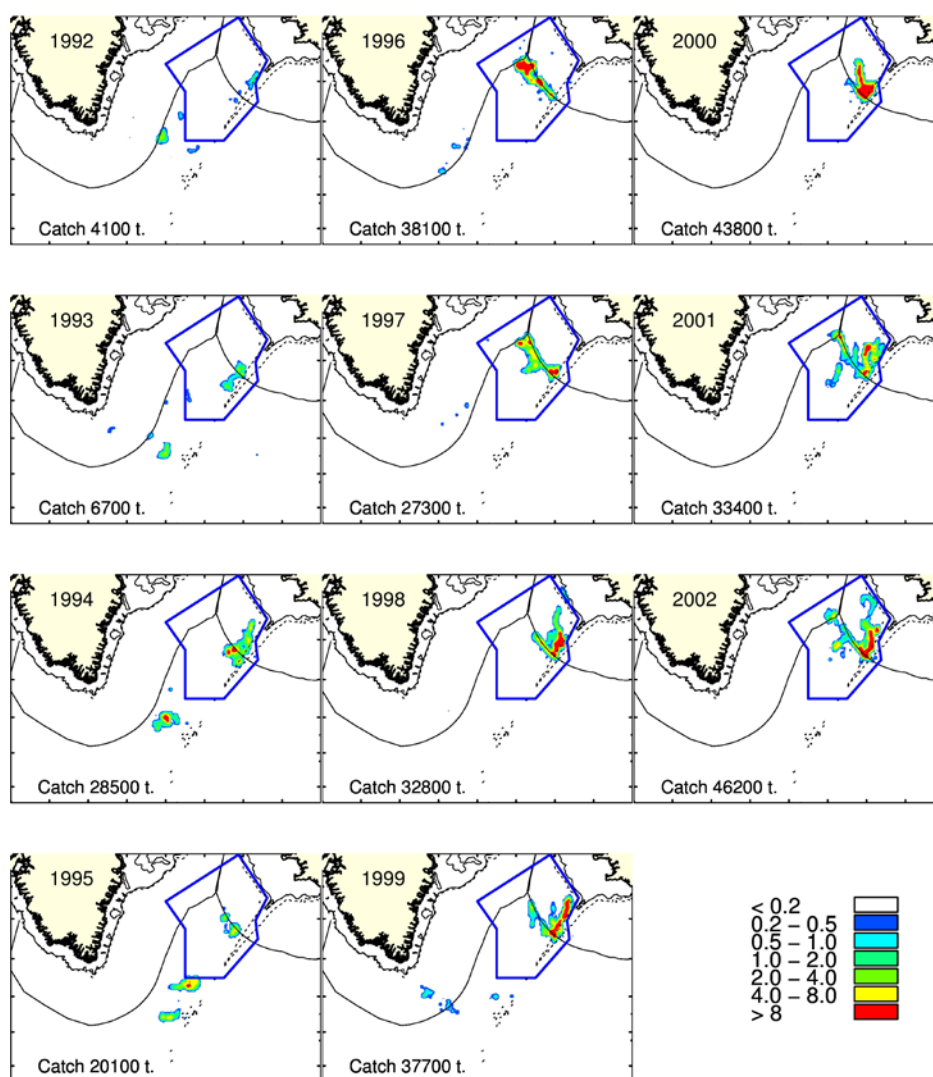 1992
1996
2000
Catch 4100 t.
Catch 38100 t.
Catch 43800 t.
1993
1997
2001
Catch 6700 t.
Catch 27300 t.
Catch 33400 t.
1994
1998
2002
Catch 28500 t.
Catch 32800 t.
Catch 46200 t.
1995
1999
Catch 20100 t.
Catch 37700 t.
< 0.2
0.2 – 0.5
0.5 – 1.0
1.0 – 2.0
2.0 – 4.0
4.0 – 8.0
> 8